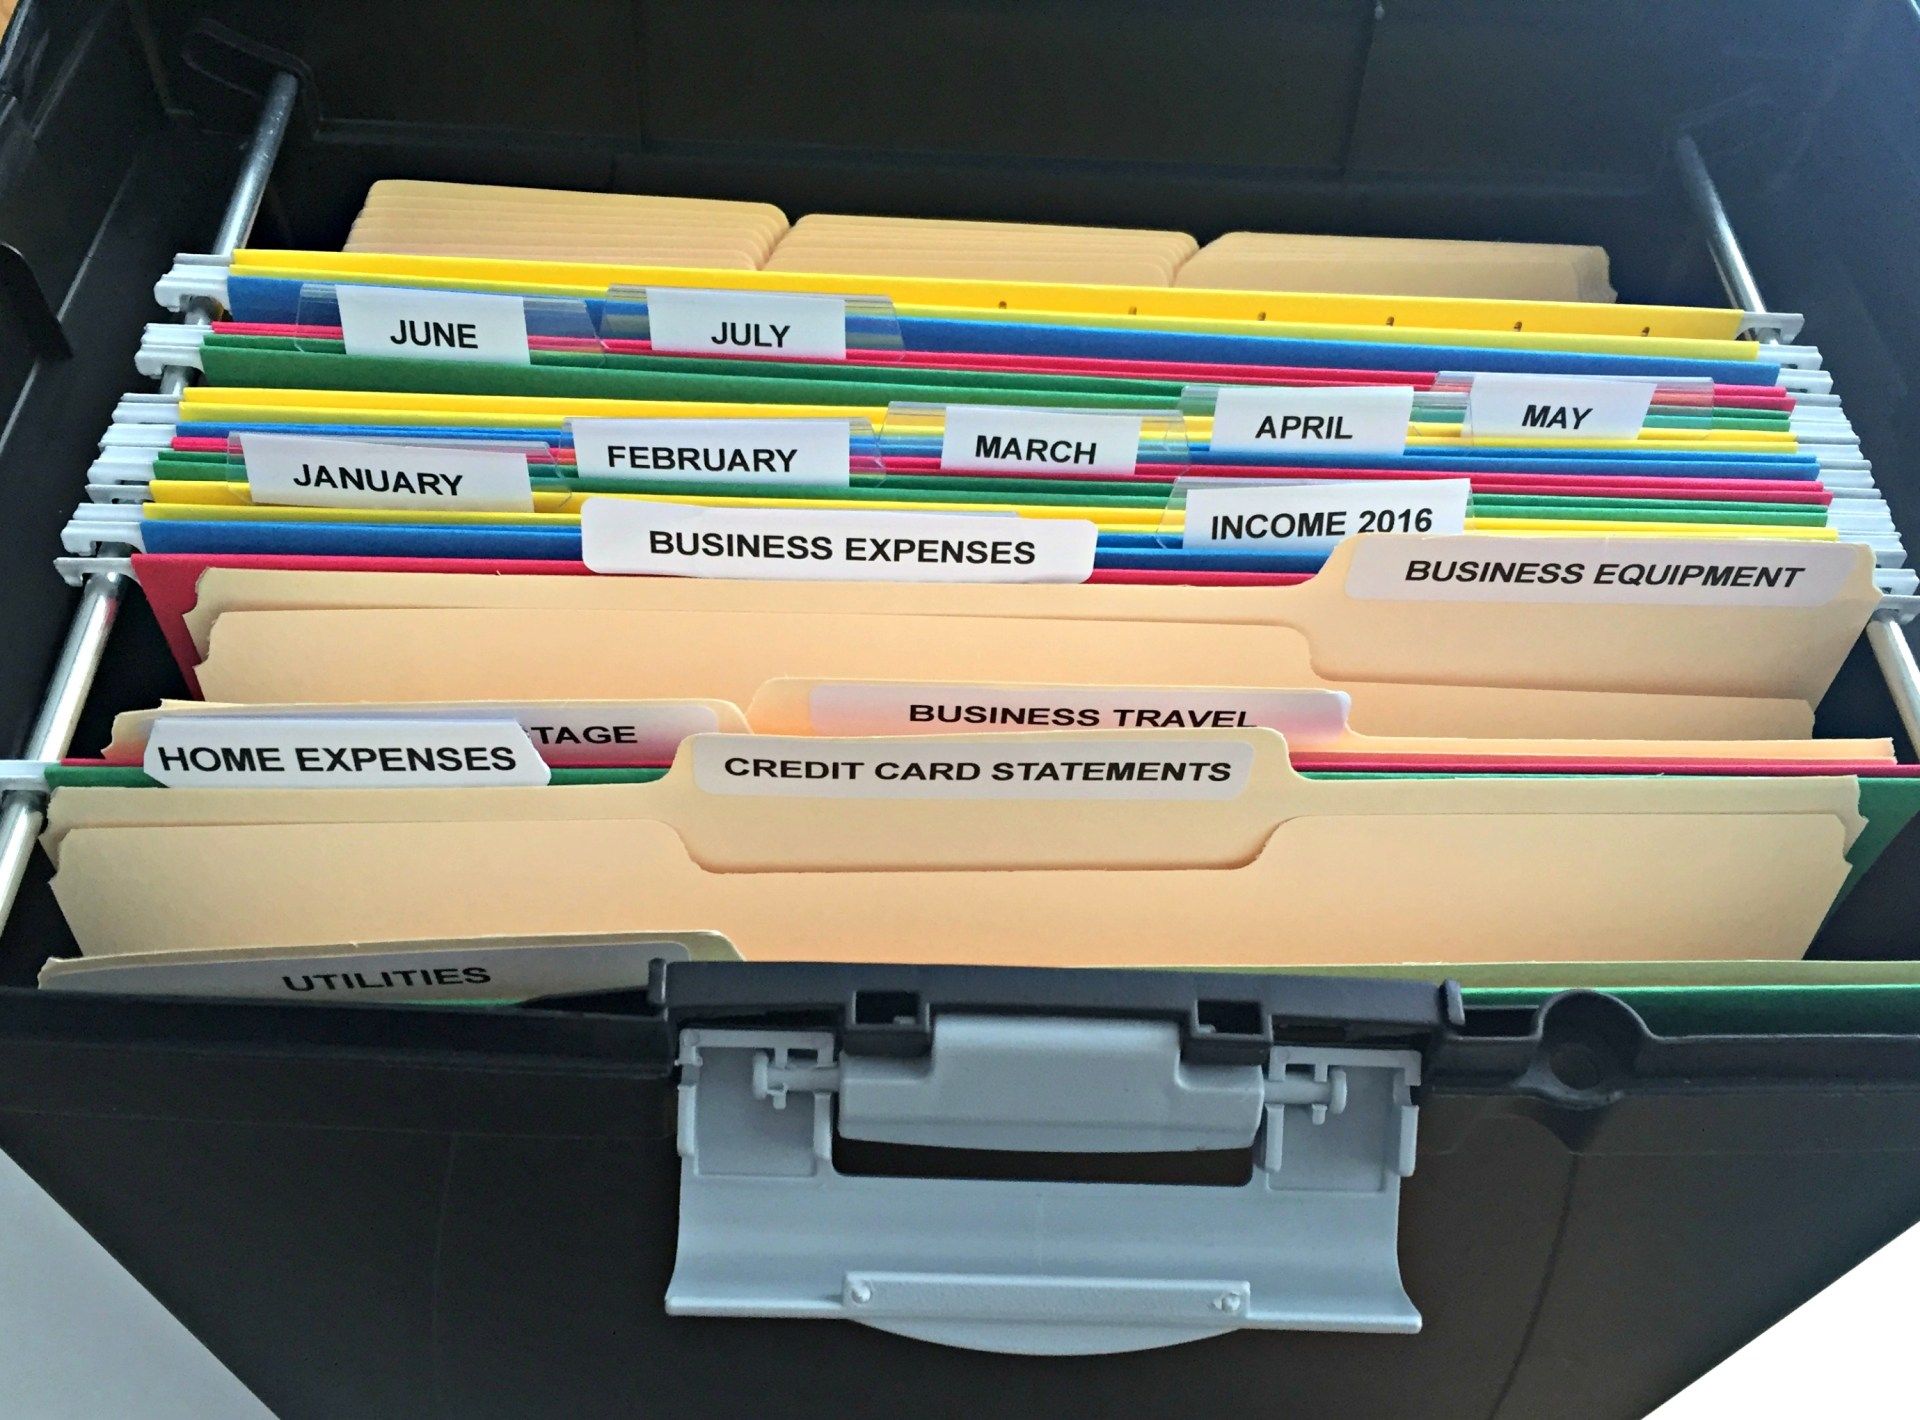 JUNE
JULY
APRIL
MAY
JANUARY
FEBRUARY
MARCH
BUSINESS EXPENSES
INCOME 2016
BUSINESS EQUIPMENT
BUSINESS TRAVEL
HOME EXPENSES
CREDIT CARD STATEMENTS
UTILITIES